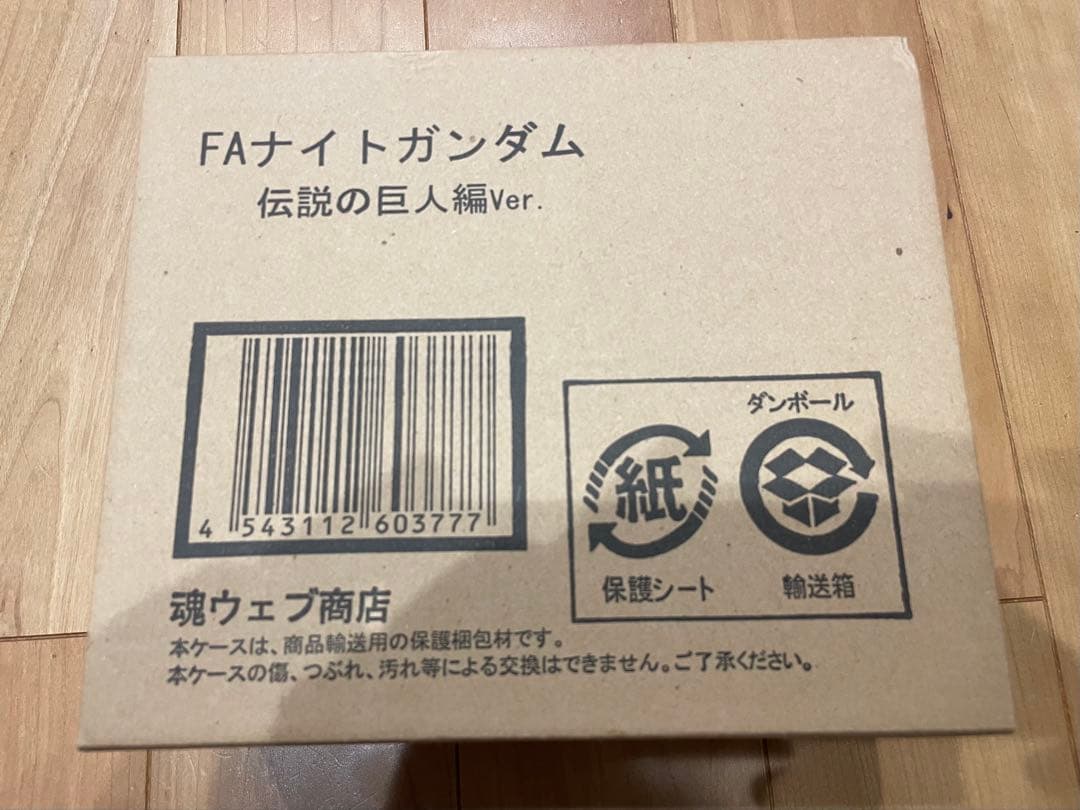 FAナイトガンダム
伝説の巨人編Ver.
4 543112 603777
ダンボール
紙
保護シート
輸送箱
魂ウェブ商店
本ケースは、商品輸送用の保護梱包材です。
本ケースの傷、つぶれ、汚れ等による交換はできません。ご了承ください。